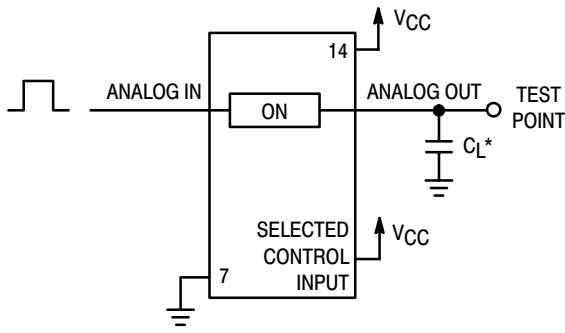 VCC
14
ANALOG IN
ON
ANALOG OUT
TEST
POINT
CL*
SELECTED
CONTROL
INPUT
VCC
7